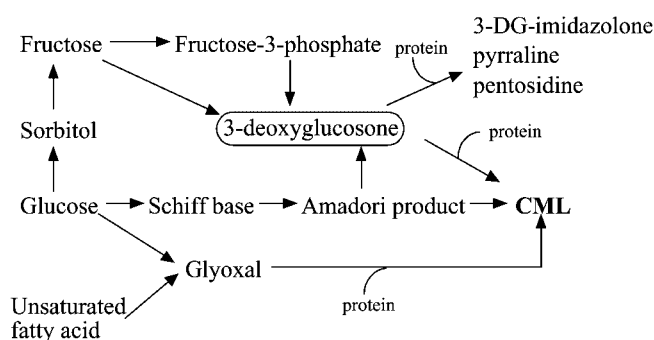 3-DG-imidazolone
Fructose
Fructose-3-phosphate
protein
pyrraline
pentosidine
Sorbitol
3-deoxyglucosone
protein
Glucose
Schiff base
Amadori product
CML
Glyoxal
Unsaturated
fatty acid
protein